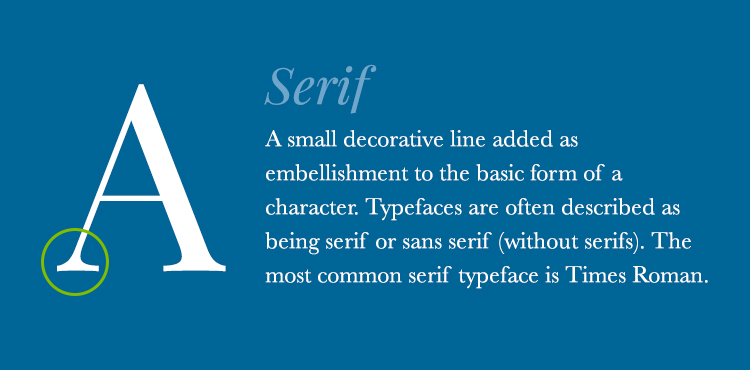 A
Serif
A small decorative line added as
embellishment to the basic form of a
character. Typefaces are often described as
being serif or sans serif (without serifs). The
most common serif typeface is Times Roman.